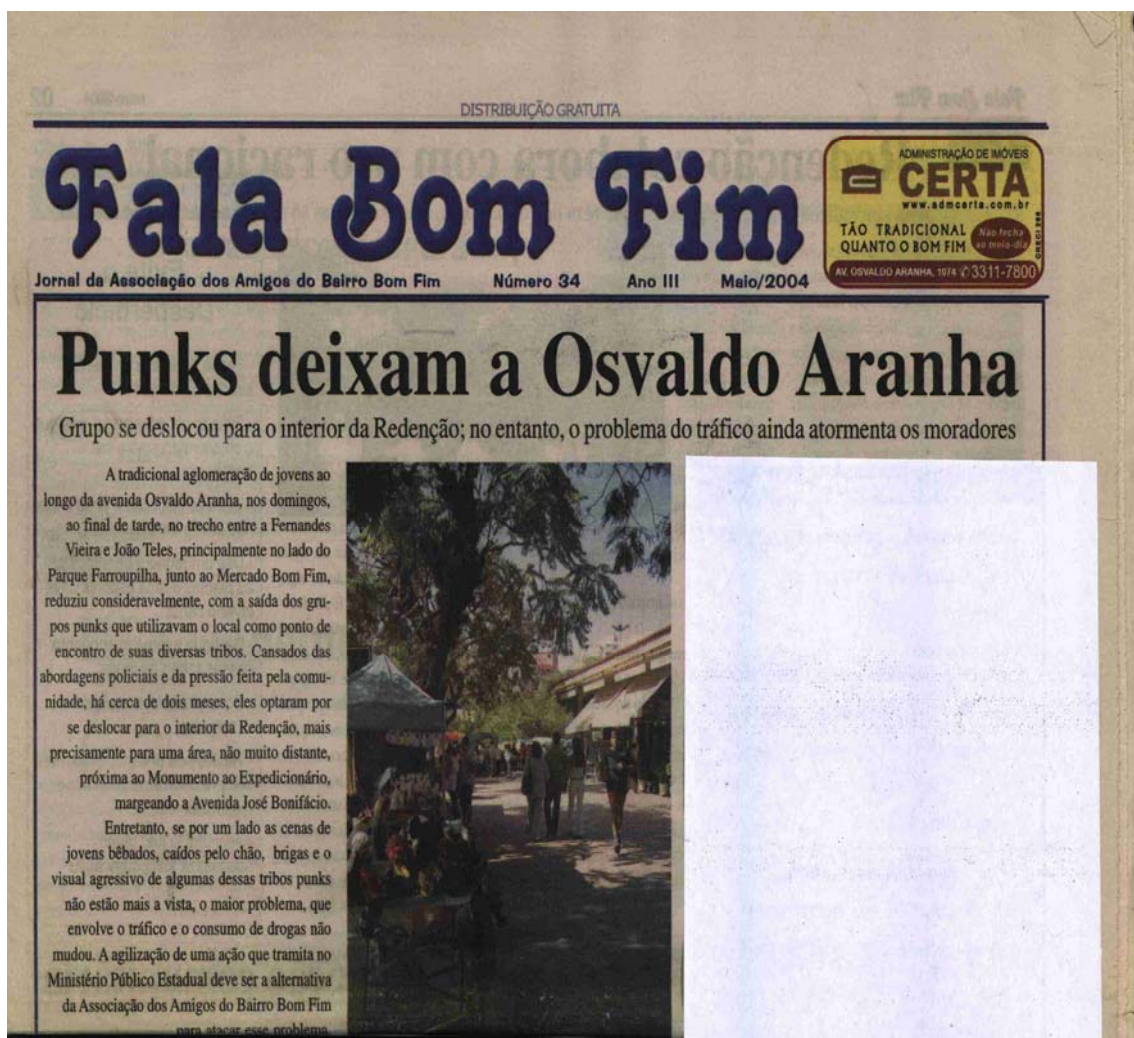 DISTRIBUIÇÃO GRATUITA
Fala Bom Fim
ADMINISTRAÇÃO DE IMÓVEIS
CERTA
www.admcerta.com.br
TÃO TRADICIONAL
QUANTO O BOM FIM
Não fecha
ao meio-dia
AV. OSVALDO ARANHA, 1074 3311-7800
Jornal da Associação dos Amigos do Bairro Bom Fim Número 34 Ano III Maio/2004
Punks deixam a Osvaldo Aranha
Grupo se deslocou para o interior da Redenção; no entanto, o problema do tráfico ainda atormenta os moradores
A tradicional aglomeração de jovens ao
longo da avenida Osvaldo Aranha, nos domingos,
ao final de tarde, no trecho entre a Fernandes
Vieira e João Teles, principalmente no lado do
Parque Farroupilha, junto ao Mercado Bom Fim,
reduziu consideravelmente, com a saída dos gru-
pos punks que utilizavam o local como ponto de
encontro de suas diversas tribos. Cansados das
abordagens policiais e da pressão feita pela comu-
nidade, há cerca de dois meses, eles optaram por
se deslocar para o interior da Redenção, mais
precisamente para uma área, não muito distante,
próxima ao Monumento ao Expedicionário,
margeando a Avenida José Bonifácio.
Entretanto, se por um lado as cenas de
jovens bêbados, caídos pelo chão, brigas e o
visual agressivo de algumas dessas tribos punks
não estão mais a vista, o maior problema, que
envolve o tráfico e o consumo de drogas não
mudou. A agilização de uma ação que tramita no
Ministério Público Estadual deve ser a alternativa
da Associação dos Amigos do Bairro Bom Fim
para atacar esse problema.